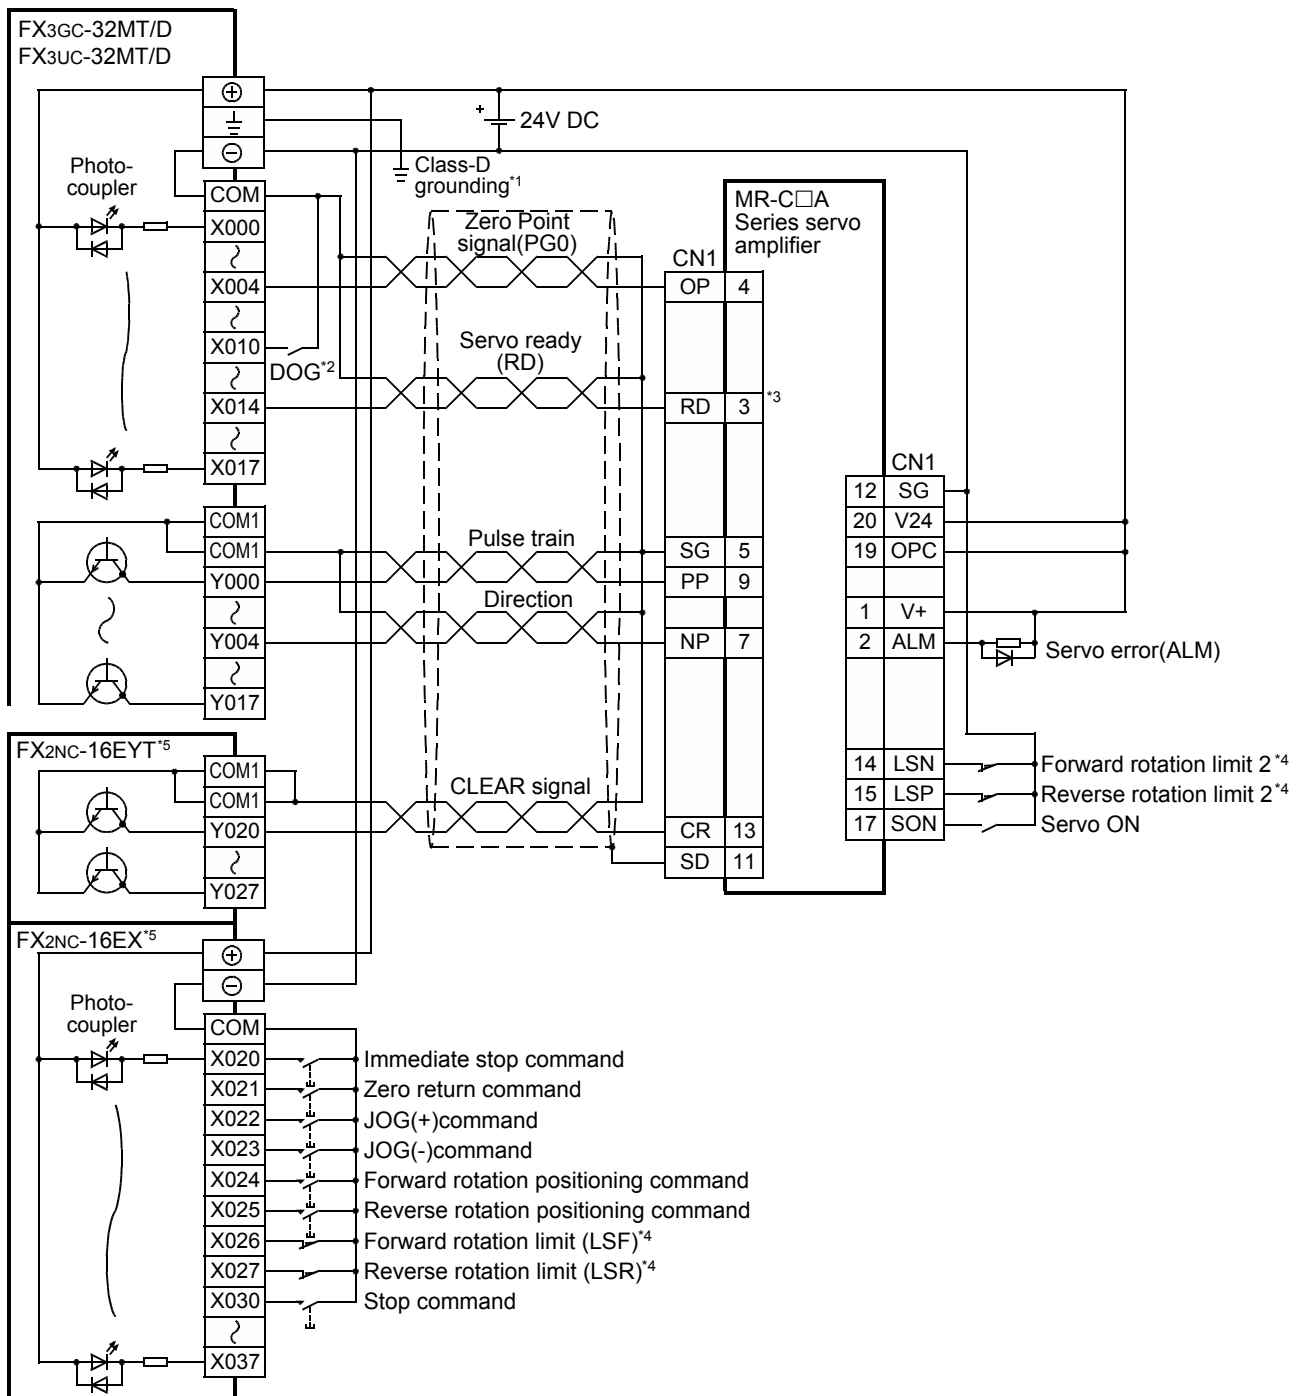 FX3GC-32MT/D
FX3UC-32MT/D
⊕
⊖
24V DC
Class-D
grounding*1
Photo-
coupler
COM
X000
X004
X010
X014
X017
DOG*2
Zero Point
signal(PG0)
Servo ready
(RD)
COM1
COM1
Y000
Y004
Y017
Pulse train
Direction
MR-C□A
Series servo
amplifier
CN1
OP 4
RD 3 *3
SG 5
PP 9
NP 7
CR 13
SD 11
CN1
12 SG
20 V24
19 OPC
1 V+
2 ALM
Servo error(ALM)
14 LSN Forward rotation limit 2*4
15 LSP Reverse rotation limit 2*4
17 SON Servo ON
FX2NC-16EYT*5
COM1
COM1
Y020
Y027
CLEAR signal
FX2NC-16EX*5
⊕
⊖
Photo-
coupler
COM
X020 Immediate stop command
X021 Zero return command
X022 JOG(+)command
X023 JOG(-)command
X024 Forward rotation positioning command
X025 Reverse rotation positioning command
X026 Forward rotation limit (LSF)*4
X027 Reverse rotation limit (LSR)*4
X030 Stop command
X037